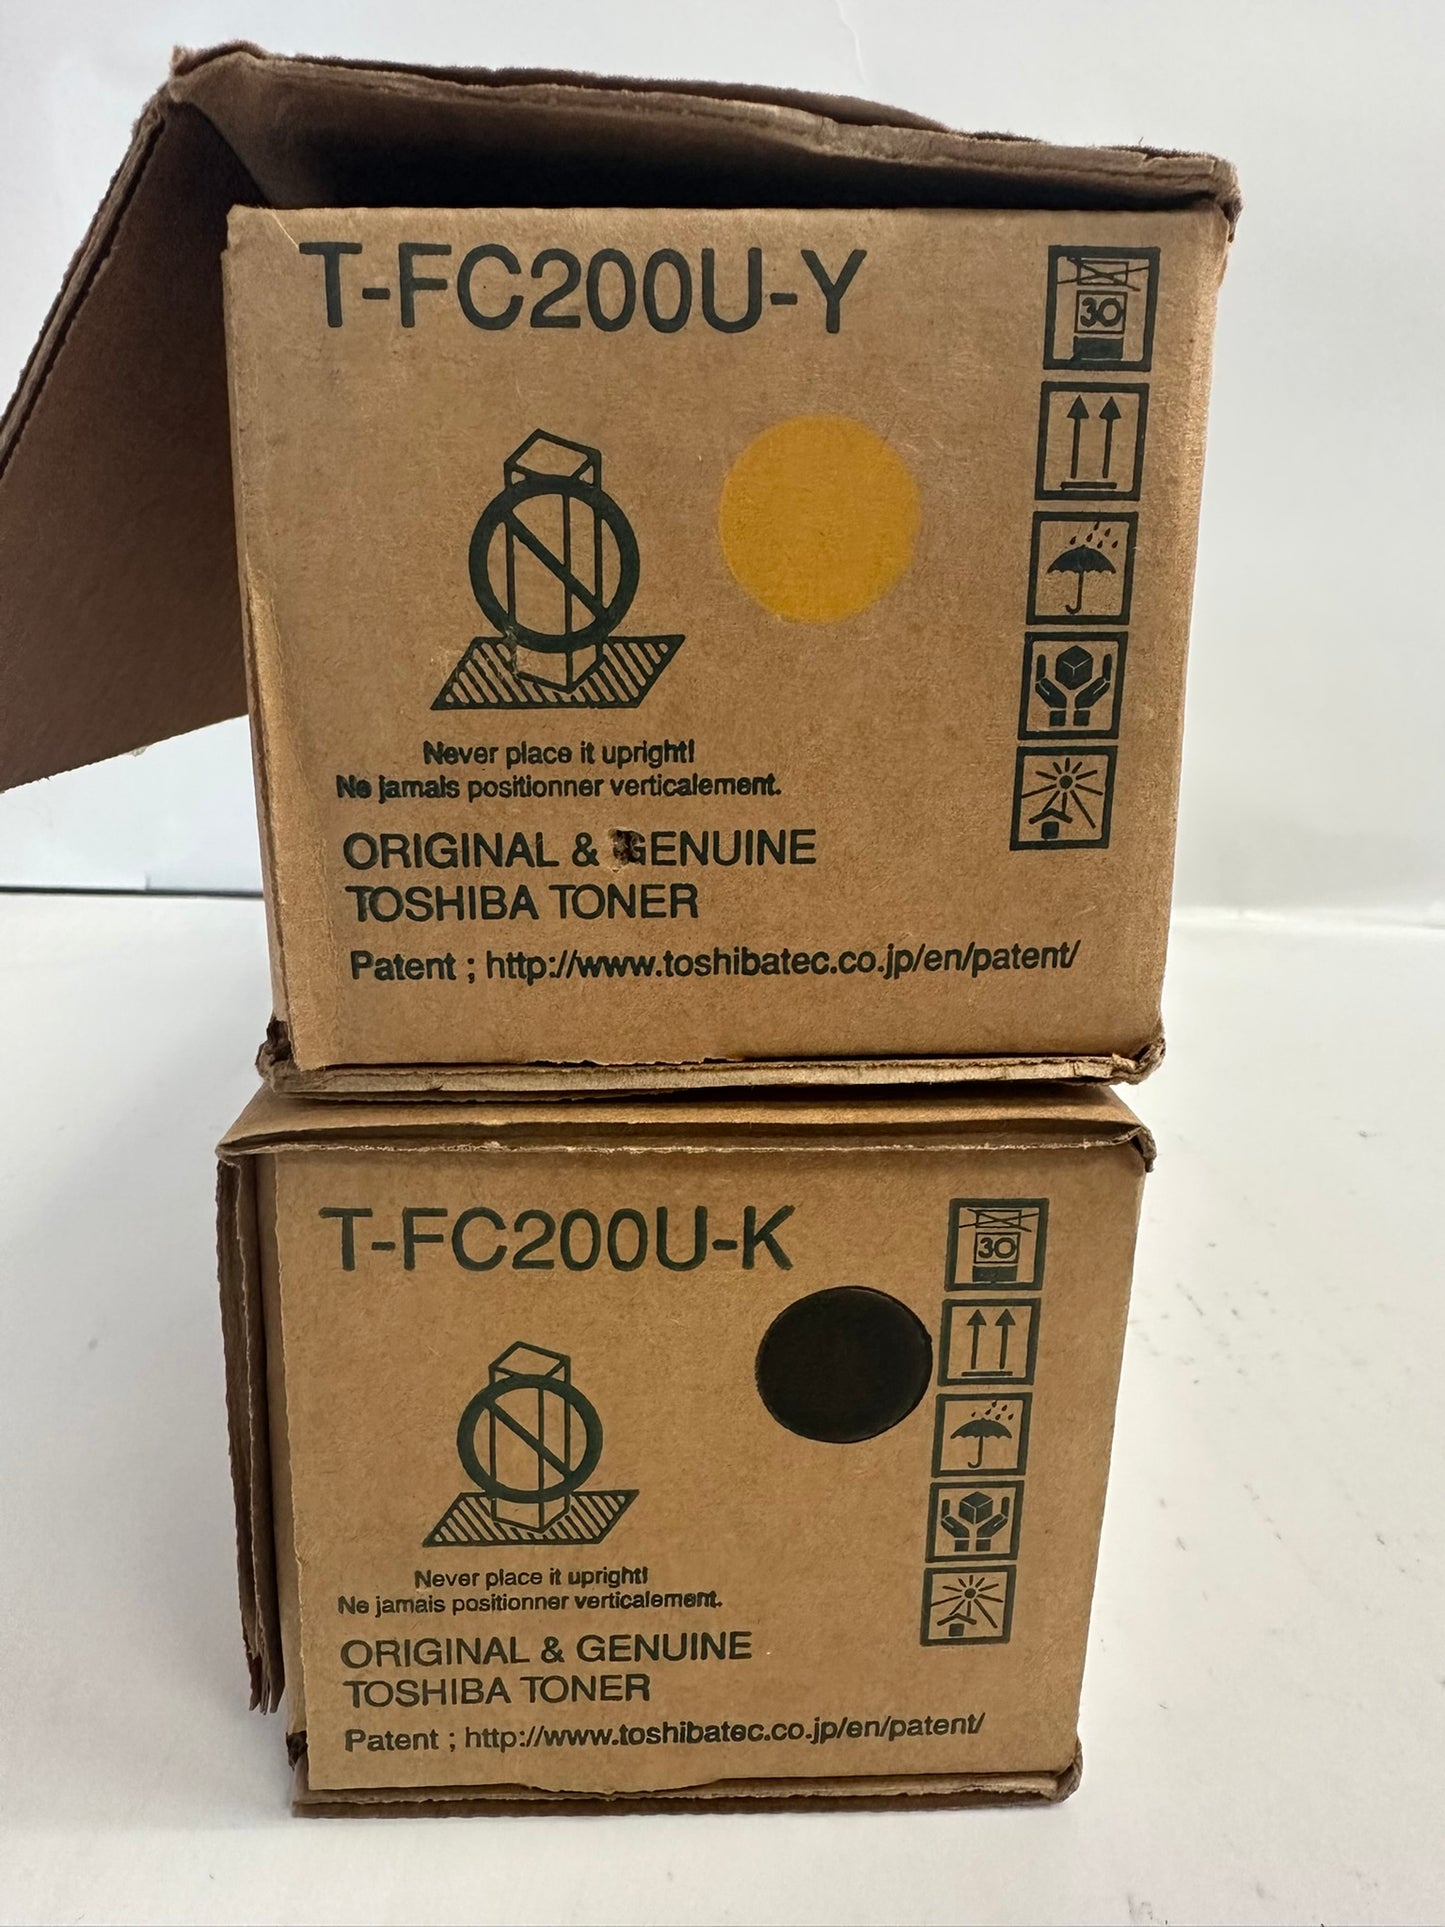 T-FC200U-Y
30
Never place it upright!
Ne jamais positionner verticalement.
ORIGINAL & GENUINE
TOSHIBA TONER
Patent ; http://www.toshibatec.co.jp/en/patent/
T-FC200U-K
30
Never place it upright!
Ne jamais positionner verticalement.
ORIGINAL & GENUINE
TOSHIBA TONER
Patent ; http://www.toshibatec.co.jp/en/patent/